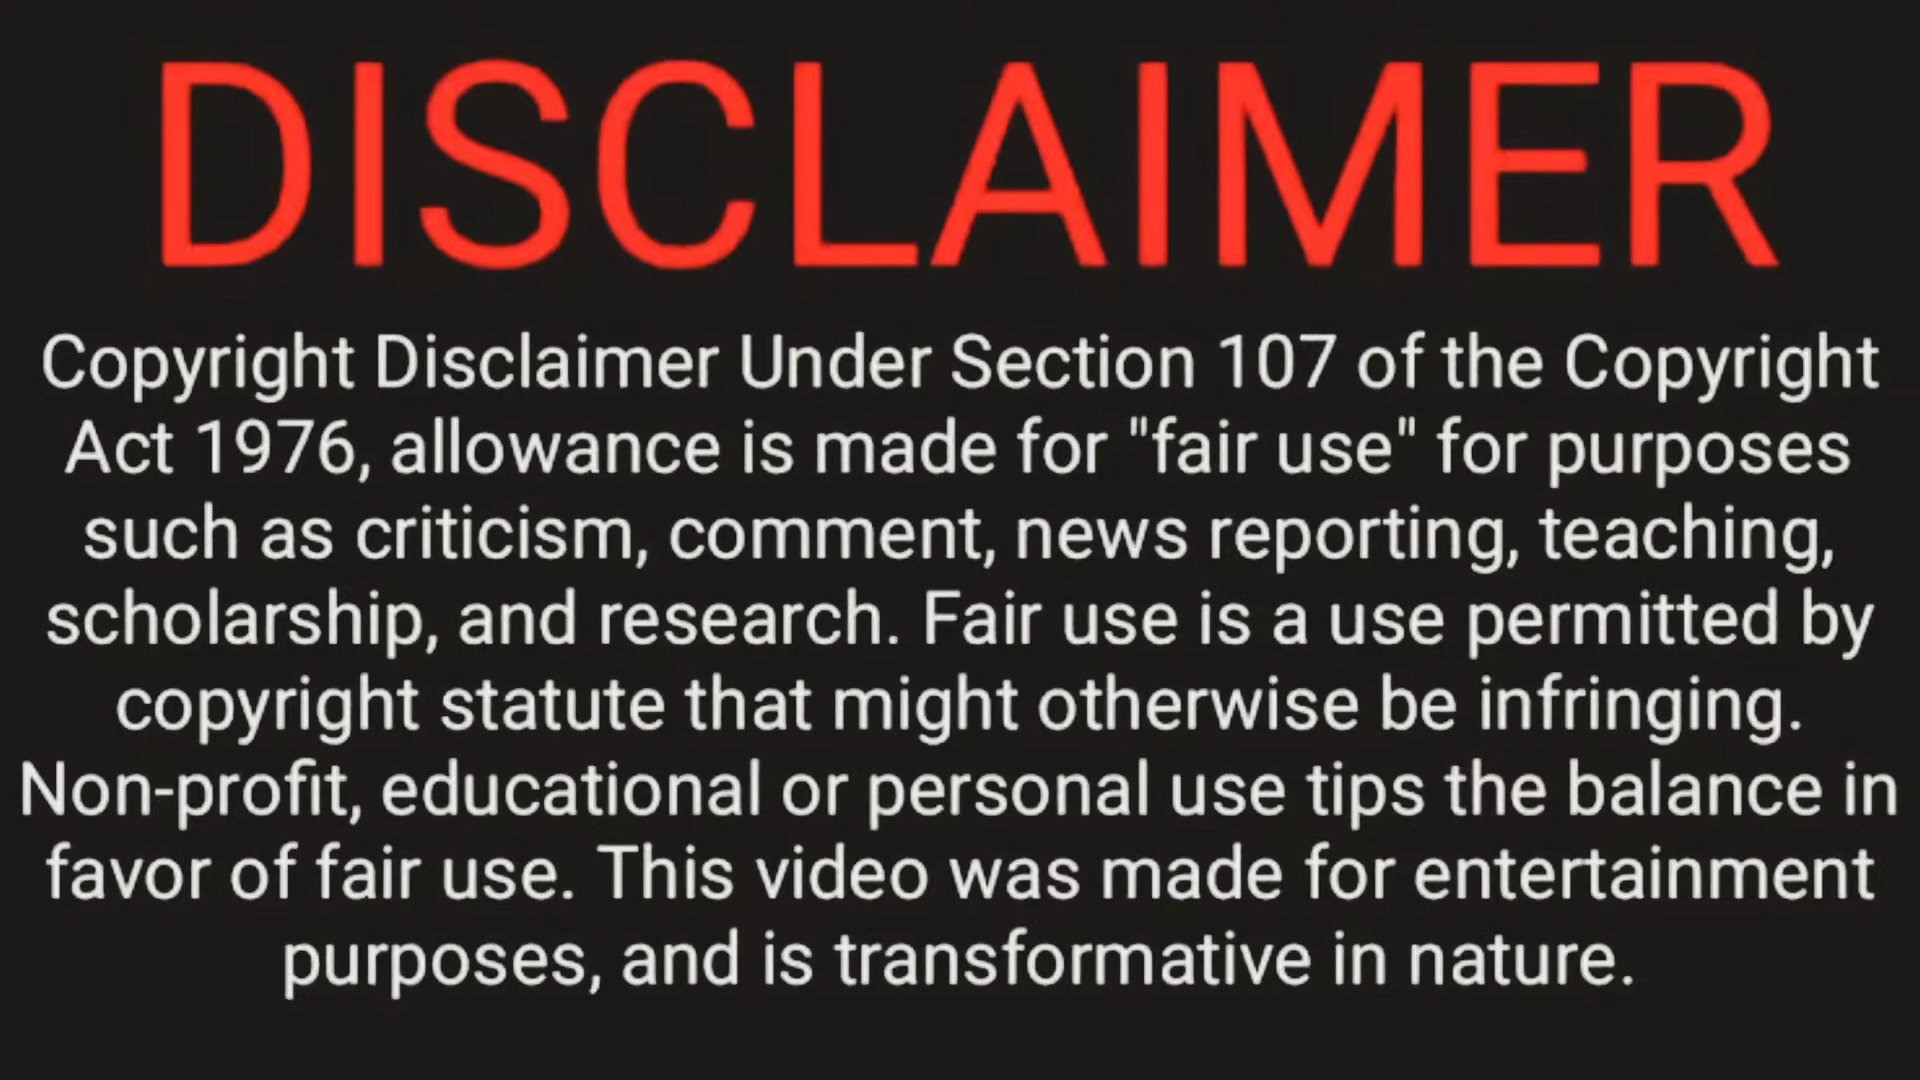 DISCLAIMER
Copyright Disclaimer Under Section 107 of the Copyright
Act 1976, allowance is made for "fair use" for purposes
such as criticism, comment, news reporting, teaching,
scholarship, and research. Fair use is a use permitted by
copyright statute that might otherwise be infringing.
Non-profit, educational or personal use tips the balance in
favor of fair use. This video was made for entertainment
purposes, and is transformative in nature.